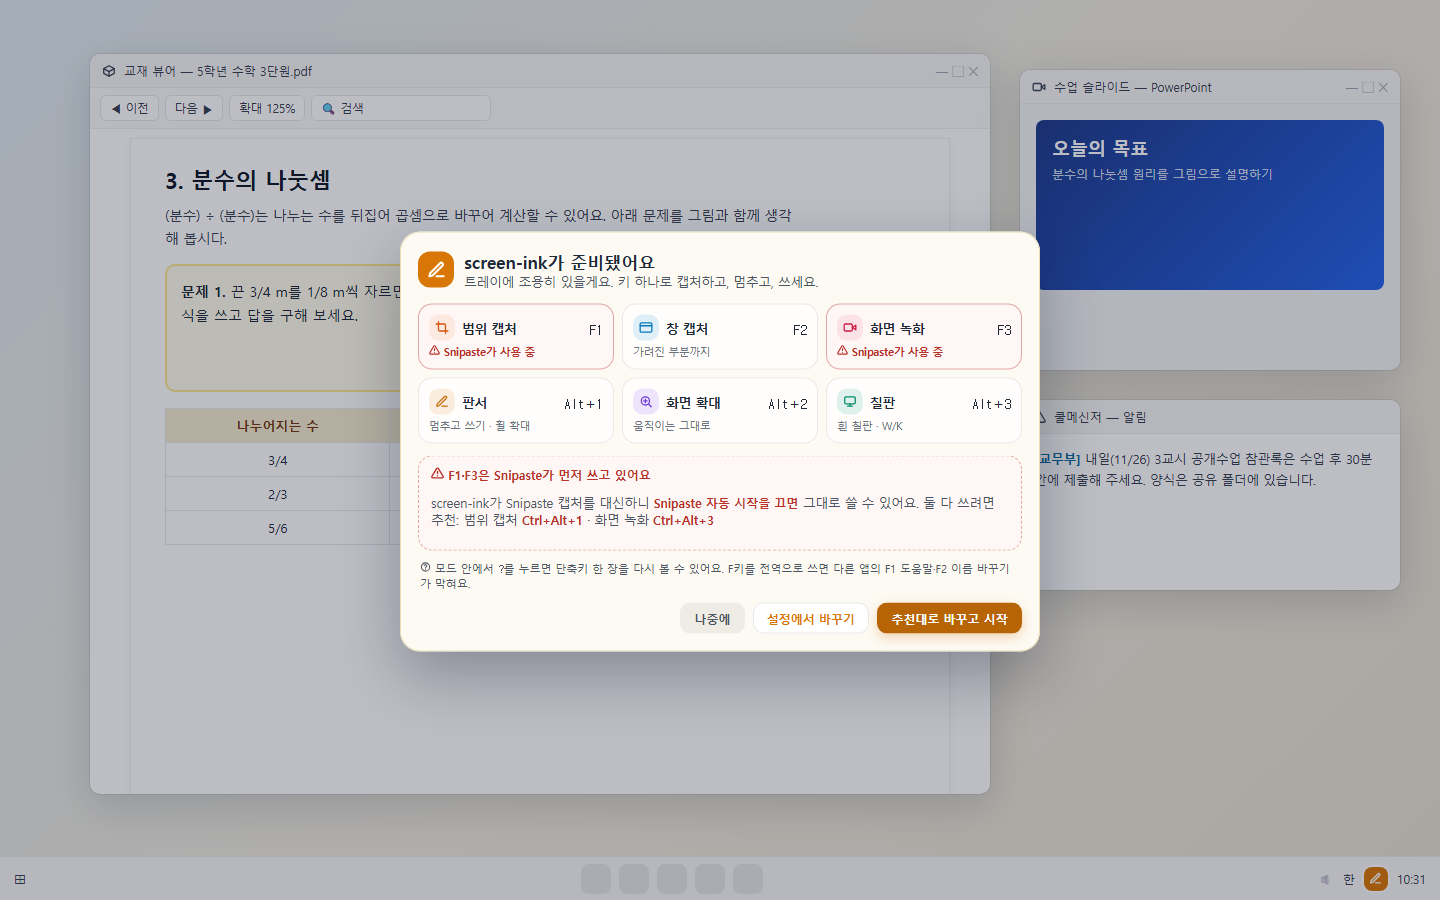 교재 뷰어 — 5학년 수학 3단원.pdf
◀ 이전
다음 ▶
확대 125%
검색
3. 분수의 나눗셈
(분수) ÷ (분수)는 나누는 수를 뒤집어 곱셈으로 바꾸어 계산할 수 있어요. 아래 문제를 그림과 함께 생각
해 봅시다.
문제 1. 끈 3/4 m를 1/8 m씩 자르면
식을 쓰고 답을 구해 보세요.
나누어지는 수
3/4
2/3
5/6
수업 슬라이드 — PowerPoint
오늘의 목표
분수의 나눗셈 원리를 그림으로 설명하기
쿨메신저 — 알림
교무부] 내일(11/26) 3교시 공개수업 참관록은 수업 후 30분
안에 제출해 주세요. 양식은 공유 폴더에 있습니다.
screen-ink가 준비됐어요
트레이에 조용히 있을게요. 키 하나로 캡처하고, 멈추고, 쓰세요.
범위 캡처 F1
Snipaste가 사용 중
창 캡처 F2
가려진 부분까지
화면 녹화 F3
Snipaste가 사용 중
판서 Alt+1
멈추고 쓰기 · 휠 확대
화면 확대 Alt+2
움직이는 그대로
칠판 Alt+3
흰 칠판 · W/K
F1·F3은 Snipaste가 먼저 쓰고 있어요
screen-ink가 Snipaste 캡처를 대신하니 Snipaste 자동 시작을 끄면 그대로 쓸 수 있어요. 둘 다 쓰려면
추천: 범위 캡처 Ctrl+Alt+1 · 화면 녹화 Ctrl+Alt+3
모드 안에서 ?를 누르면 단축키 한 장을 다시 볼 수 있어요. F키를 전역으로 쓰면 다른 앱의 F1 도움말·F2 이름 바꾸기
가 막혀요.
나중에
설정에서 바꾸기
추천대로 바꾸고 시작
한
10:31